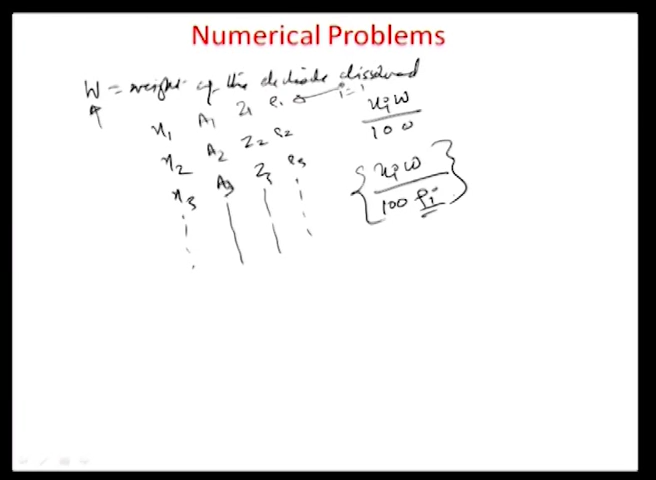 Numerical Problems
W = weight of the electrode dissolved
x1 A1 Z1 ρ1 i=1 xiW/100
x2 A2 Z2 ρ2
x3 A3 Z3 ρ3 {xiW/100 ρi}